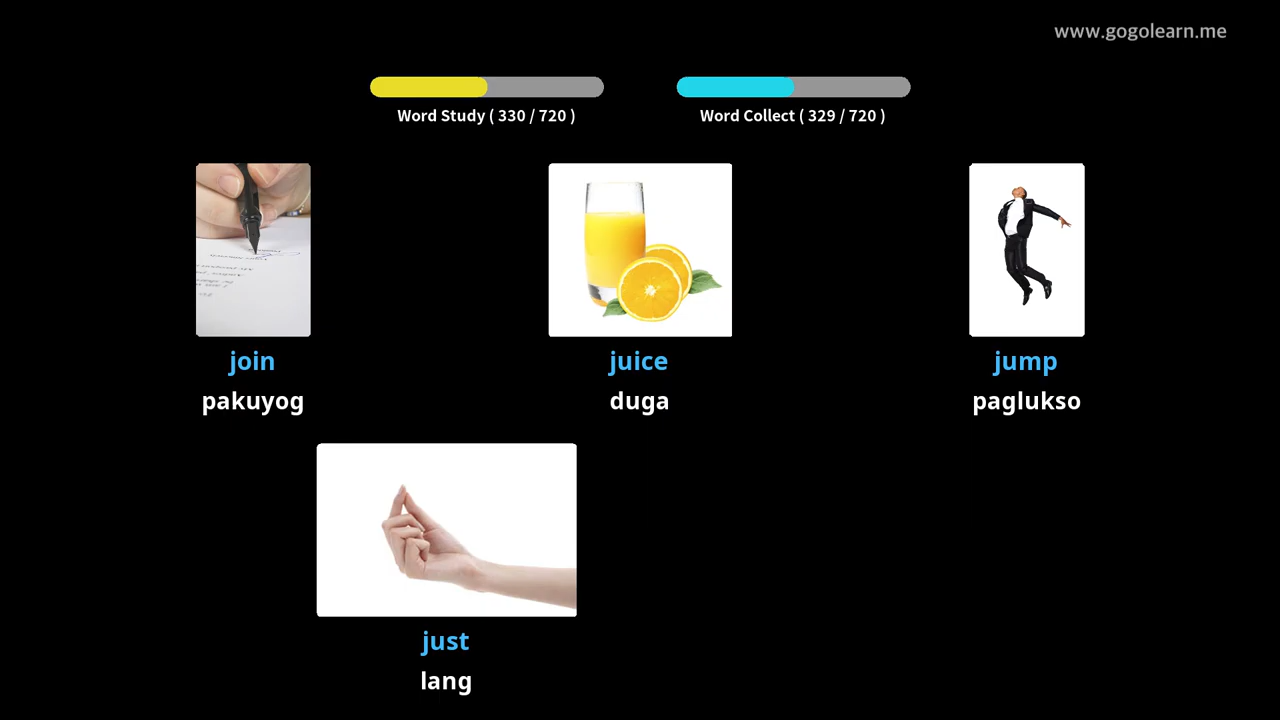 www.gogolearn.me
Word Study ( 330 / 720 )
Word Collect ( 329 / 720 )
join
pakuyog
juice
duga
jump
paglukso
just
lang